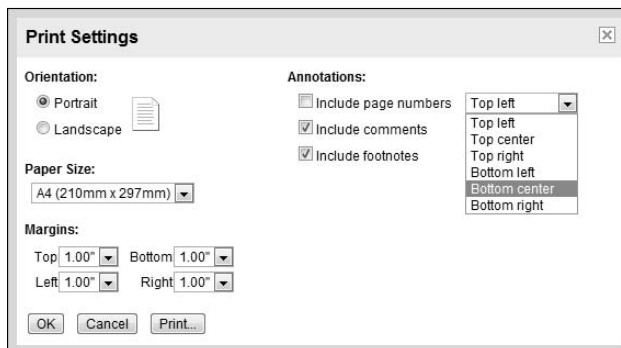 Print Settings
Orientation:
Portrait
Landscape
Paper Size:
A4 (210mm x 297mm)
Margins:
Top 1.00" Bottom 1.00"
Left 1.00" Right 1.00"
OK Cancel Print...
Annotations:
Include page numbers Top left
Include comments
Include footnotes
Top left
Top center
Top right
Bottom left
Bottom center
Bottom right